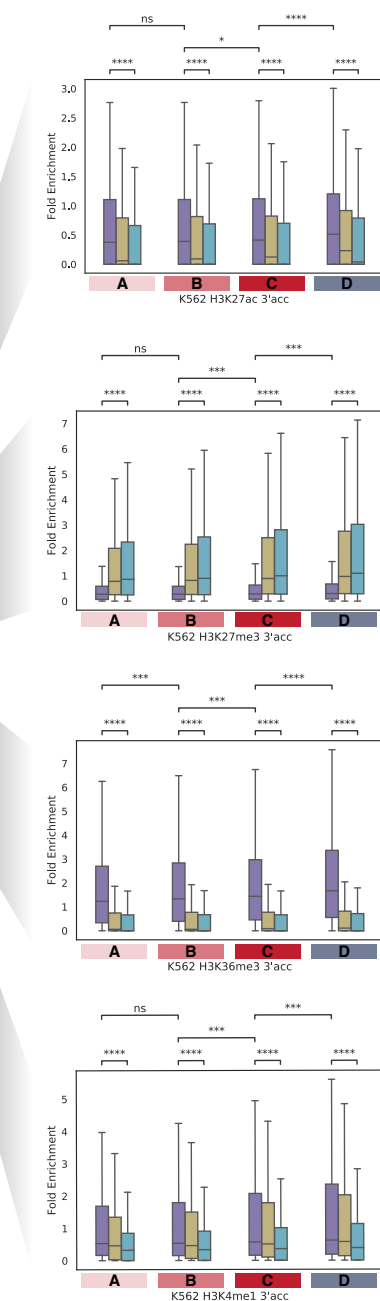 ns
****
*
**** **** **** ****
3.0
2.5
2.0
1.5
1.0
0.5
0.0
Fold Enrichment
A B C D
K562 H3K27ac 3'acc
ns
***
***
**** **** **** ****
7
6
5
4
3
2
1
0
Fold Enrichment
A B C D
K562 H3K27me3 3'acc
***
****
***
**** **** **** ****
7
6
5
4
3
2
1
0
Fold Enrichment
A B C D
K562 H3K36me3 3'acc
ns
***
***
**** **** **** ****
5
4
3
2
1
0
Fold Enrichment
A B C D
K562 H3K4me1 3'acc